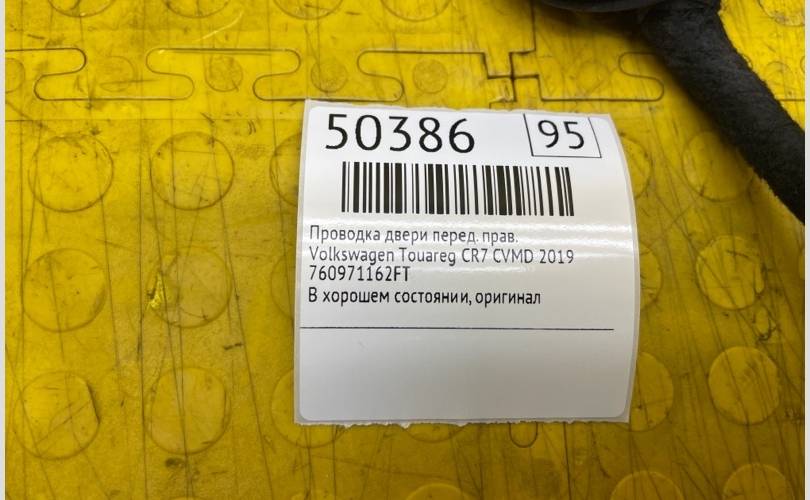 50386 95
Проводка двери перед. прав.
Volkswagen Touareg CR7 CVMD 2019
760971162FT
В хорошем состоянии, оригинал